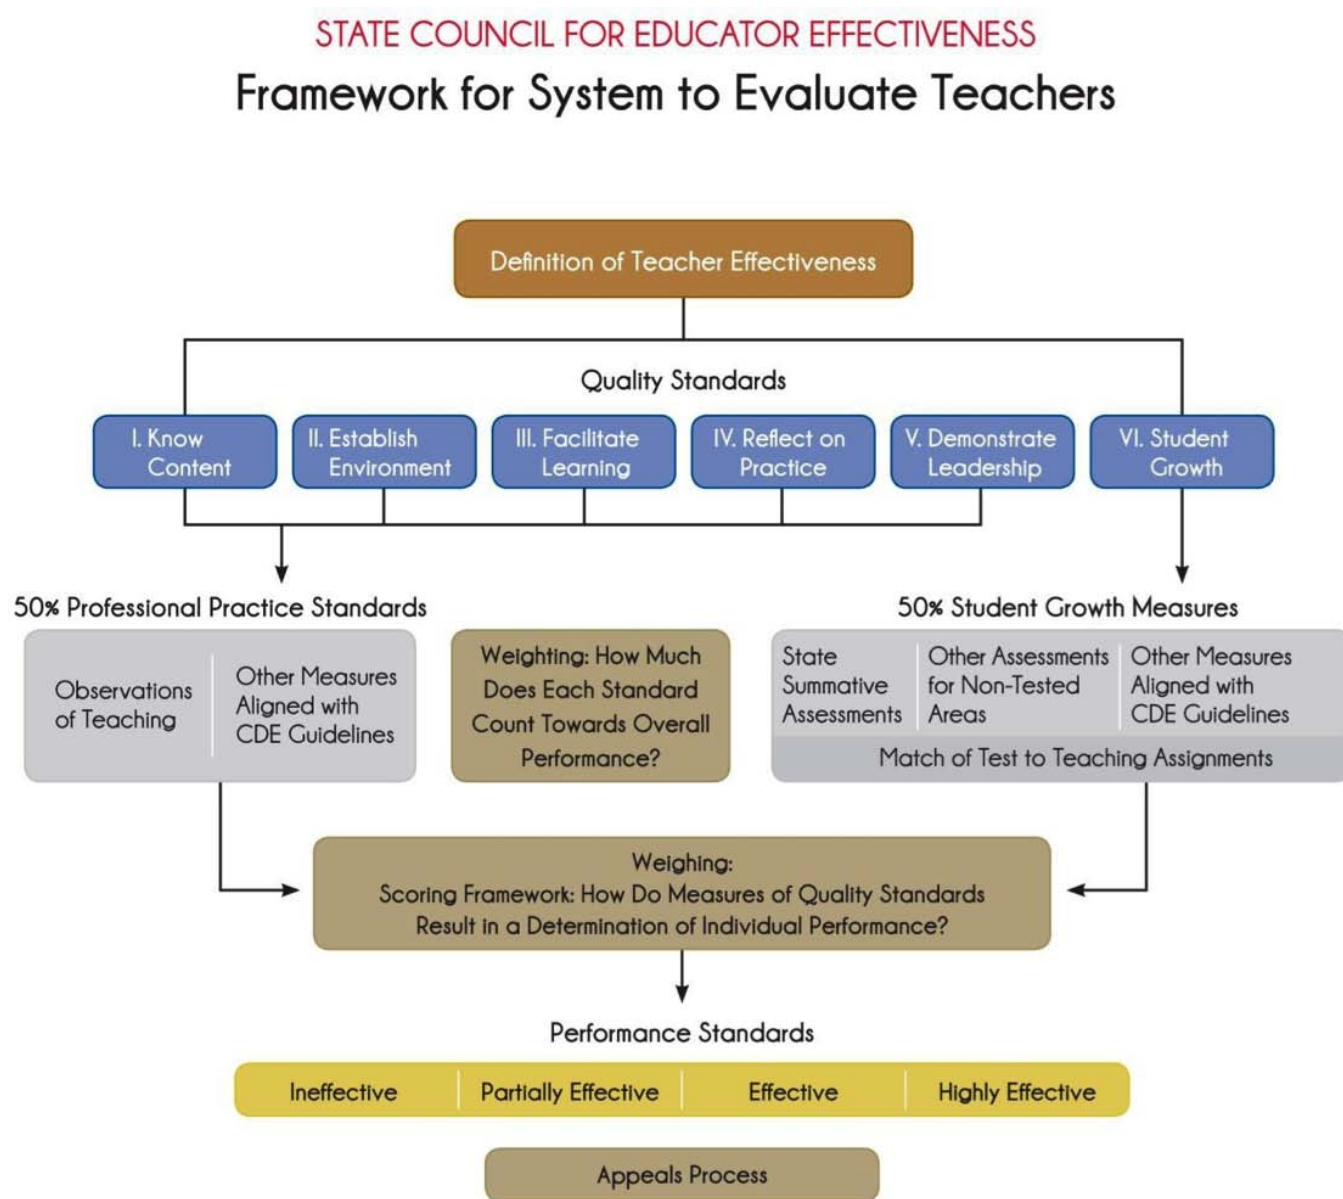 STATE COUNCIL FOR EDUCATOR EFFECTIVENESS
Framework for System to Evaluate Teachers
Definition of Teacher Effectiveness
Quality Standards
I. Know
Content
II. Establish
Environment
III. Facilitate
Learning
IV. Reflect on
Practice
V. Demonstrate
Leadership
VI. Student
Growth
50% Professional Practice Standards
Observations
of Teaching
Other Measures
Aligned with
CDE Guidelines
Weighting: How Much
Does Each Standard
Count Towards Overall
Performance?
50% Student Growth Measures
State
Summative
Assessments
Other Assessments
for Non-Tested
Areas
Other Measures
Aligned with
CDE Guidelines
Match of Test to Teaching Assignments
Weighing:
Scoring Framework: How Do Measures of Quality Standards
Result in a Determination of Individual Performance?
Performance Standards
Ineffective
Partially Effective
Effective
Highly Effective
Appeals Process